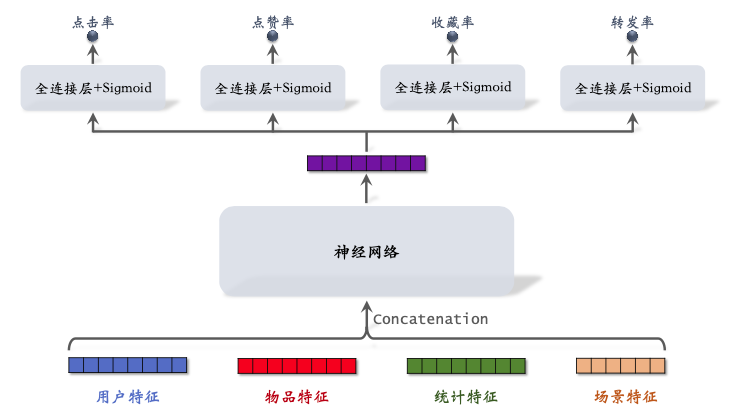 点击率
点赞率
收藏率
转发率
全连接层+Sigmoid
全连接层+Sigmoid
全连接层+Sigmoid
全连接层+Sigmoid
神经网络
Concatenation
用户特征
物品特征
统计特征
场景特征